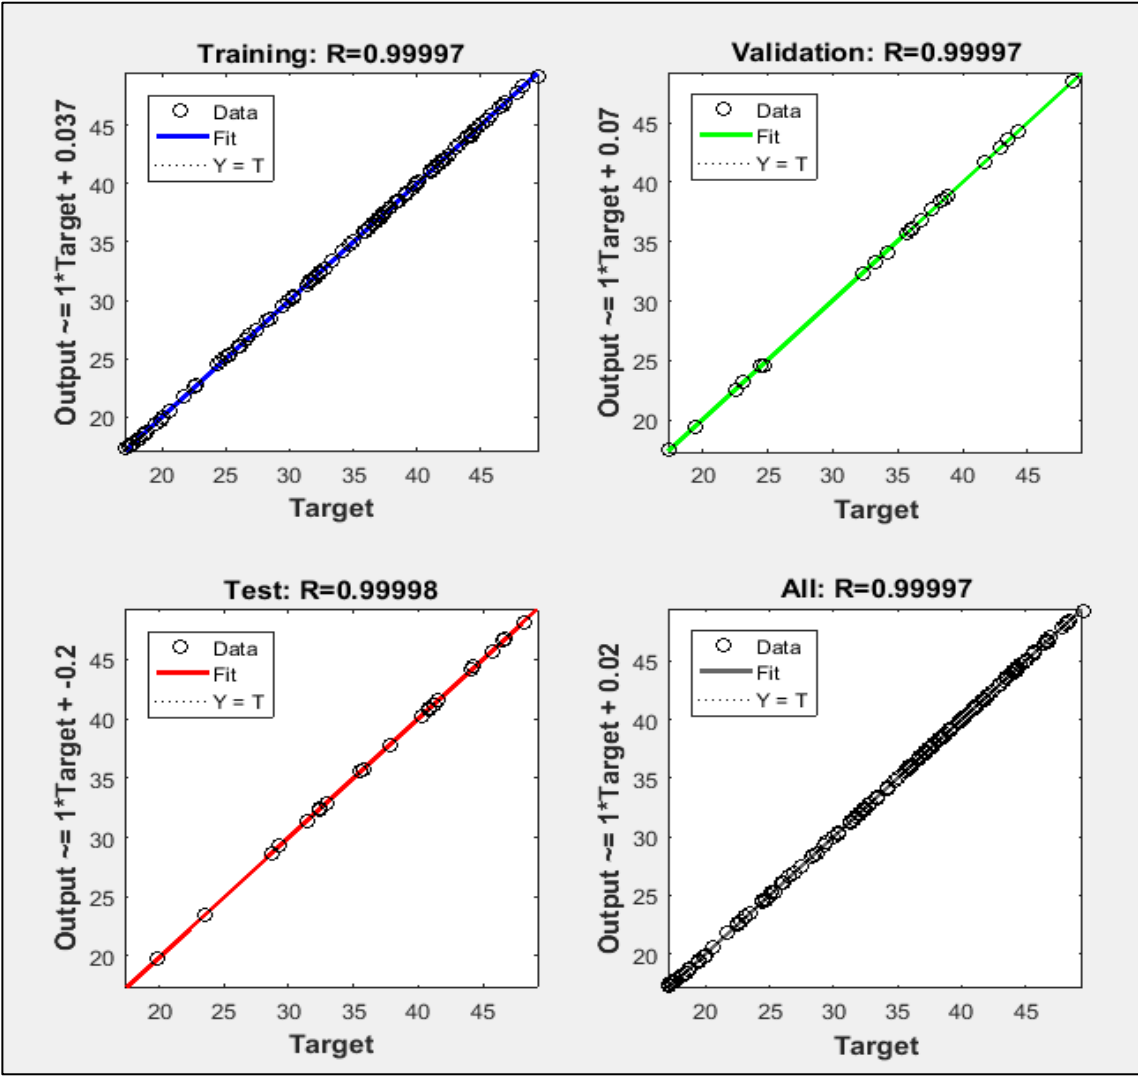 Training: R=0.99997
Output ~= 1*Target + 0.037
Data
Fit
Y = T
45
40
35
30
25
20
20 25 30 35 40 45
Target
Validation: R=0.99997
Output ~= 1*Target + 0.07
Data
Fit
Y = T
45
40
35
30
25
20
20 25 30 35 40 45
Target
Test: R=0.99998
Output ~= 1*Target + -0.2
Data
Fit
Y = T
45
40
35
30
25
20
20 25 30 35 40 45
Target
All: R=0.99997
Output ~= 1*Target + 0.02
Data
Fit
Y = T
45
40
35
30
25
20
20 25 30 35 40 45
Target